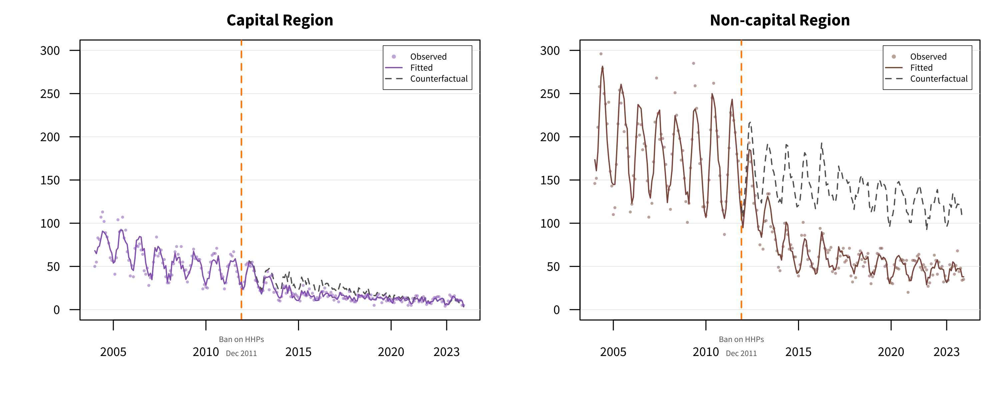 Capital Region
300
250
200
150
100
50
0
Observed
Fitted
Counterfactual
Ban on HHPs
2005 2010 Dec 2011 2015 2020 2023
Non-capital Region
300
250
200
150
100
50
0
Observed
Fitted
Counterfactual
Ban on HHPs
2005 2010 Dec 2011 2015 2020 2023